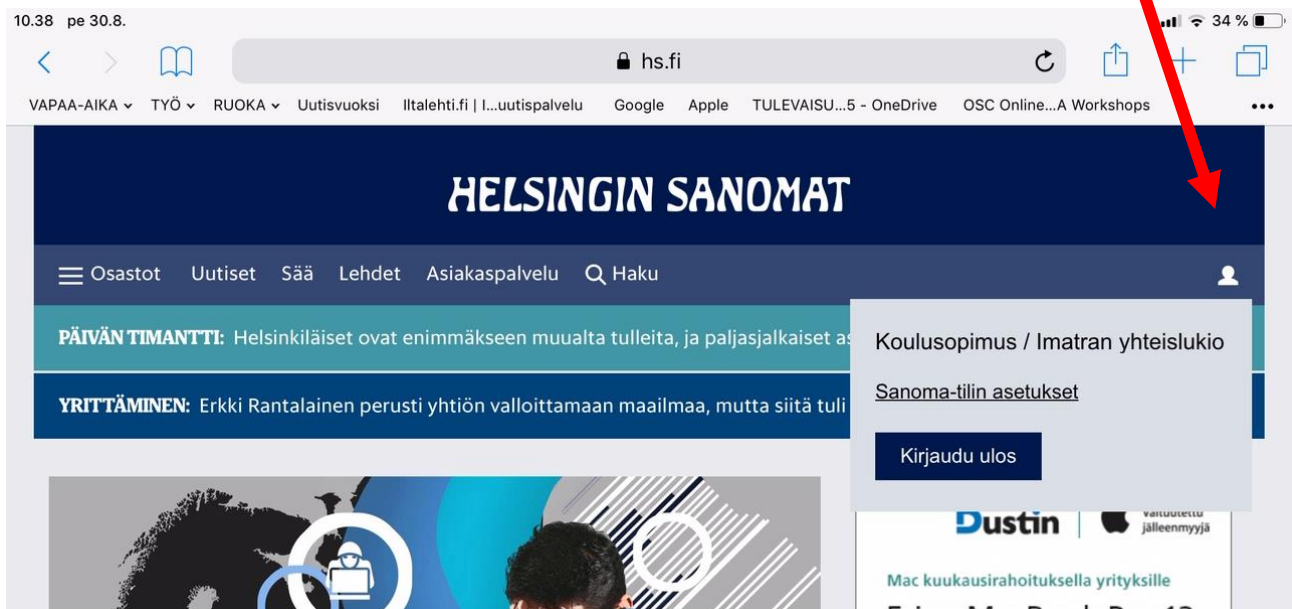 10.38 pe 30.8.
34 %
hs.fi
VAPAA-AIKA TYÖ RUOKA Uutisvuoksi Iltalehti.fi | I...uutispalvelu Google Apple TULEVAISU...5 - OneDrive OSC Online...A Workshops
HELSINGIN SANOMAT
Osastot Uutiset Sää Lehdet Asiakaspalvelu Haku
PÄIVÄN TIMANTTI: Helsinkiläiset ovat enimmäkseen muualta tulleita, ja paljasjalkaiset
Koulusopimus / Imatran yhteislukio
Sanoma-tilin asetukset
YRITTÄMINEN: Erkki Rantalainen perusti yhtiön valloittamaan maailmaa, mutta siitä tuli
Kirjaudu ulos
Dustin valtuutettu
jälleenmyyjä
Mac kuukausirahoituksella yrityksille